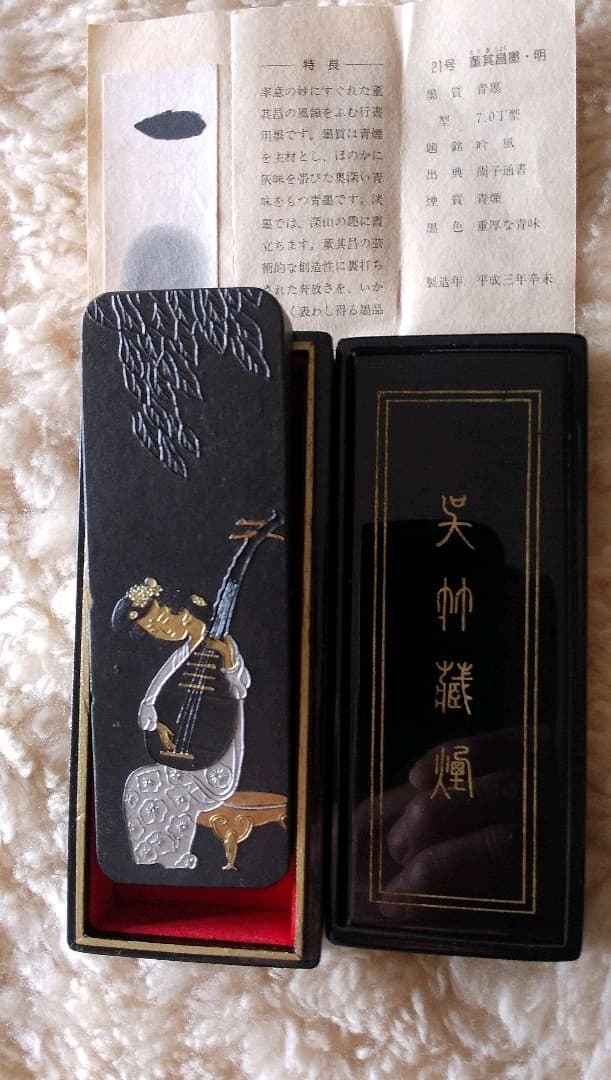 特長
率意の妙にすぐれた董
其昌の風韻をふむ行書
用墨です。墨質は青煙
を主材とし、ほのかに
灰味を帯びた奥深い青
味をもつ青墨です。淡
墨では、深山の趣に霞
立ちます。董其昌の芸
術的な創造性に裏打ち
された奔放さを、いか
く表わし得る墨品
21号 董其昌墨・明
墨質 青墨
型 7.0丁型
題銘 吟風
出典 周子通書
煙質 青煙
墨色 重厚な青味
製造年 平成三年辛未
呉竹蔵煙